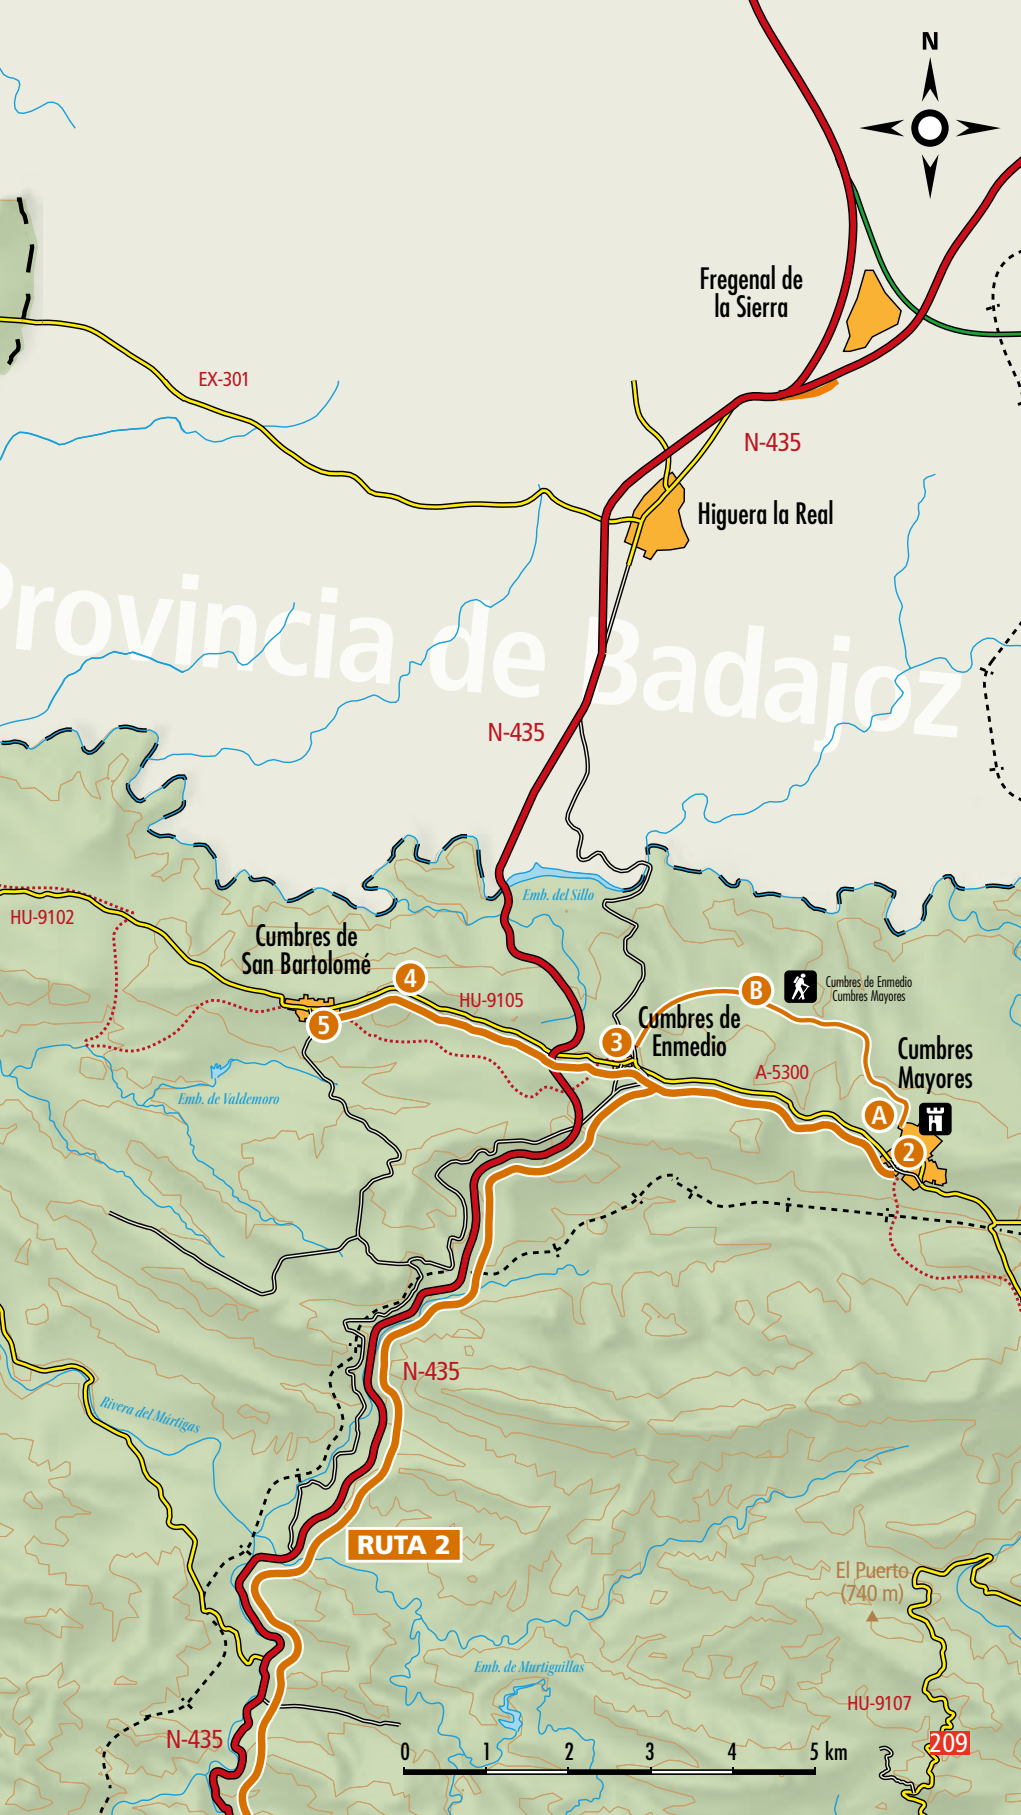 N
Fregenal de
la Sierra
EX-301
N-435
Higuera la Real
Provincia de Badajoz
N-435
Emb. del Sillo
HU-9102
Cumbres de
San Bartolomé
4
HU-9105
5
B
Cumbres de Enmedio
Cumbres Mayores
3
Cumbres de
Enmedio
Cumbres
Mayores
A-5300
Emb. de Valdemoro
A
2
N-435
Rivera del Múrtigas
RUTA 2
El Puerto
(740 m)
Emb. de Murtiguillas
HU-9107
N-435
209
0 1 2 3 4 5 km